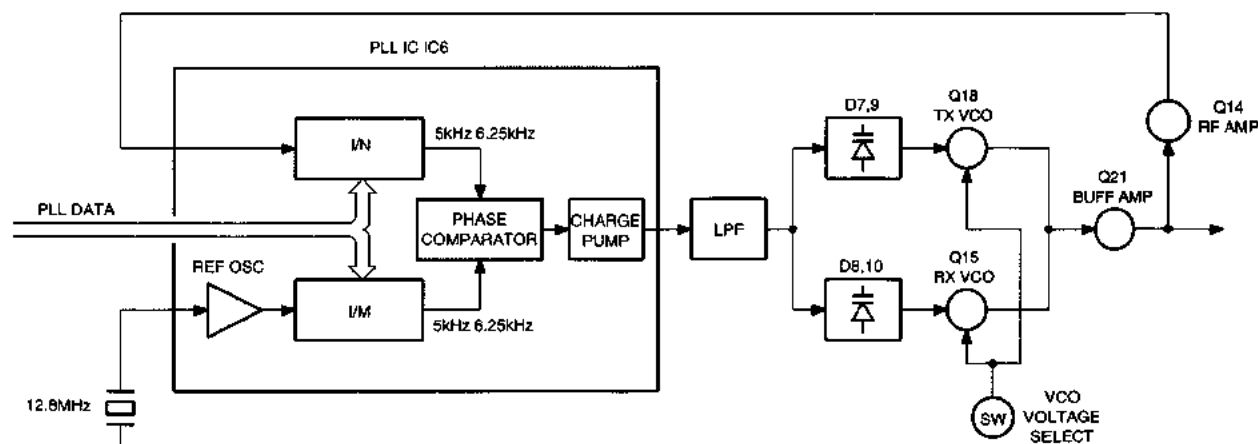 PLL IC IC6
Q14
RF AMP
D7,9
Q18
TX VCO
I/N
5kHz 6.25kHz
Q21
BUFF AMP
PLL DATA
PHASE
COMPARATOR
CHARGE
PUMP
LPF
REF OSC
D8,10
Q15
RX VCO
I/M
5kHz 6.25kHz
12.8MHz
SW
VCO
VOLTAGE
SELECT